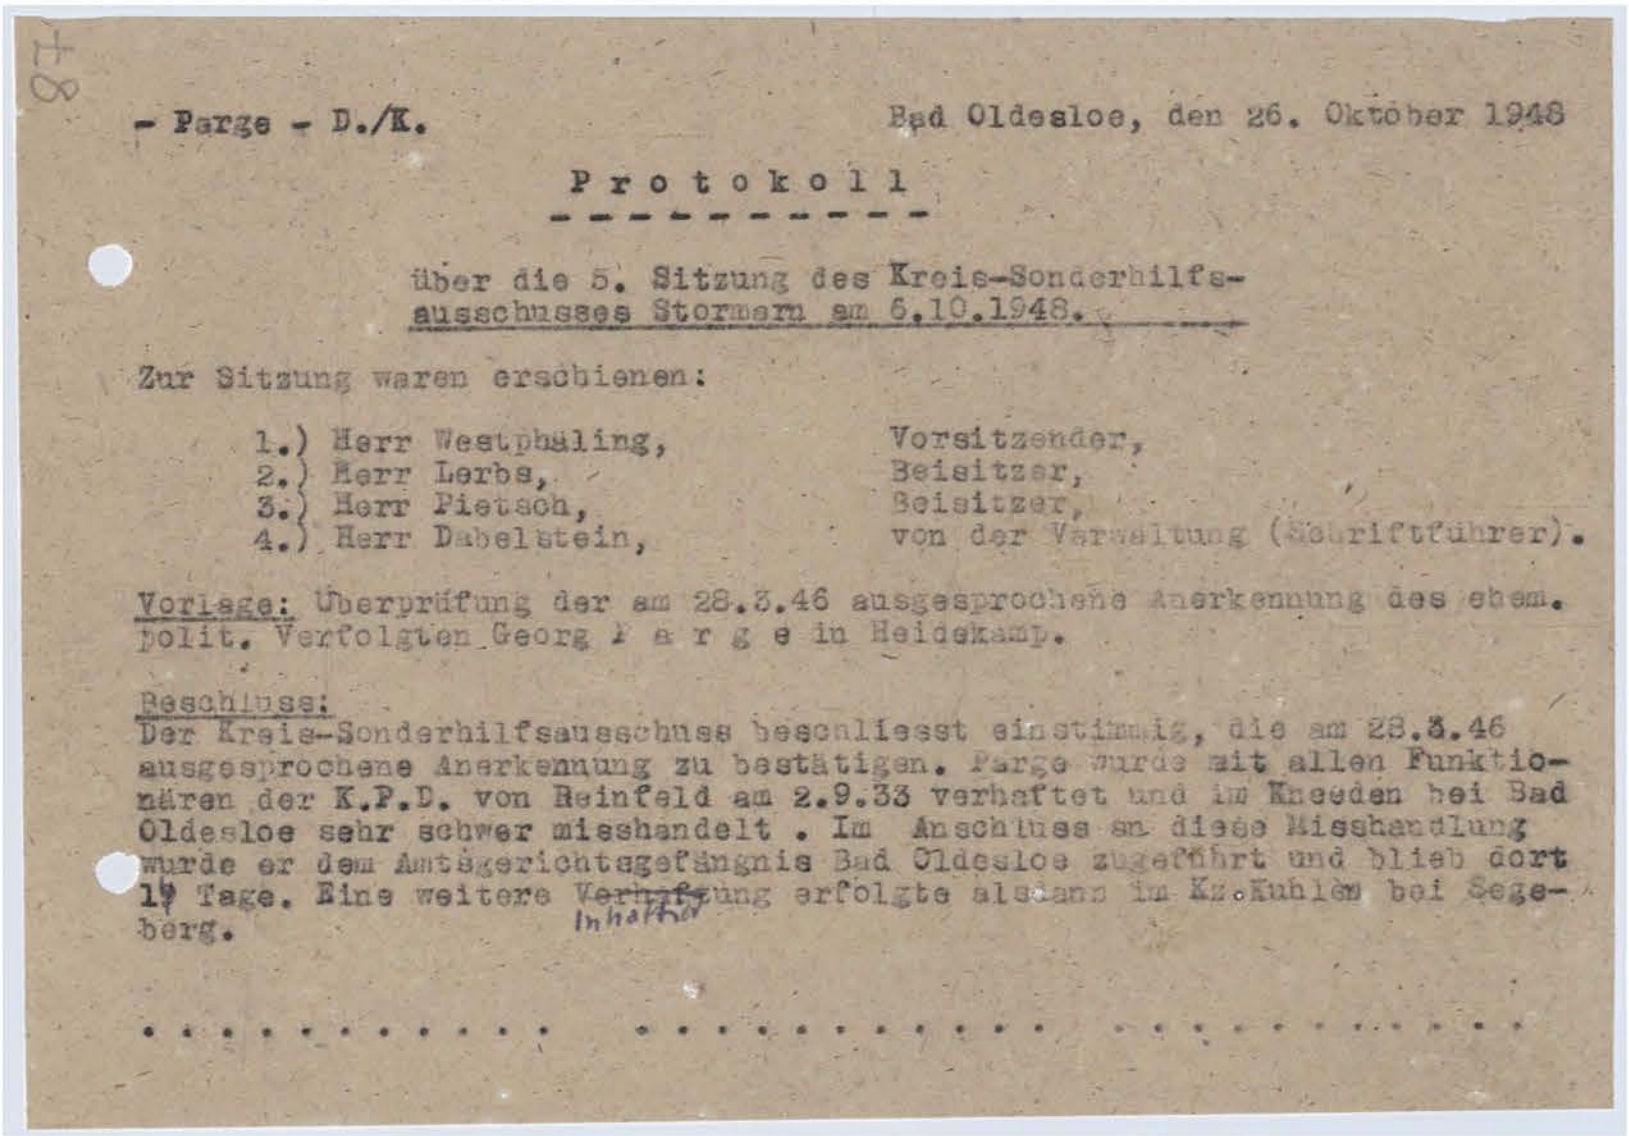 78
- Parge - D./K. Bad Oldesloe, den 26. Oktober 1948
P r o t o k o l l
- - - - - - - - - -
über die 5. Sitzung des Kreis-Sonderhilfs-
ausschusses Stormarn am 6.10.1948.
Zur Sitzung waren erschienen:
1.) Herr Westphaling, Vorsitzender,
2.) Herr Lerbs, Beisitzer,
3.) Herr Pietsch, Beisitzer,
4.) Herr Dabelstein, von der Verwaltung (Schriftführer).
Vorlage: Überprüfung der am 28.3.46 ausgesprochene Anerkennung des ehem.
polit. Verfolgten Georg P a r g e in Heidekamp.
Beschluss:
Der Kreis-Sonderhilfsausschuss beschliesst einstimmig, die am 28.3.46
ausgesprochene Anerkennung zu bestätigen. Parge wurde mit allen Funktio-
nären der K.P.D. von Reinfeld am 2.9.33 verhaftet und im Kneeden bei Bad
Oldesloe sehr schwer misshandelt . Im Anschluss an diese Misshandlung
wurde er dem Amtsgerichtsgefängnis Bad Oldesloe zugeführt und blieb dort
Tage. Eine weitere Verhaftung erfolgte alsdann im Kz.Kuhlen bei Sege-
Inhaftier
berg.
. . . . . . . . . . . . . . . . . . . . . . . . . . . . . . . . .